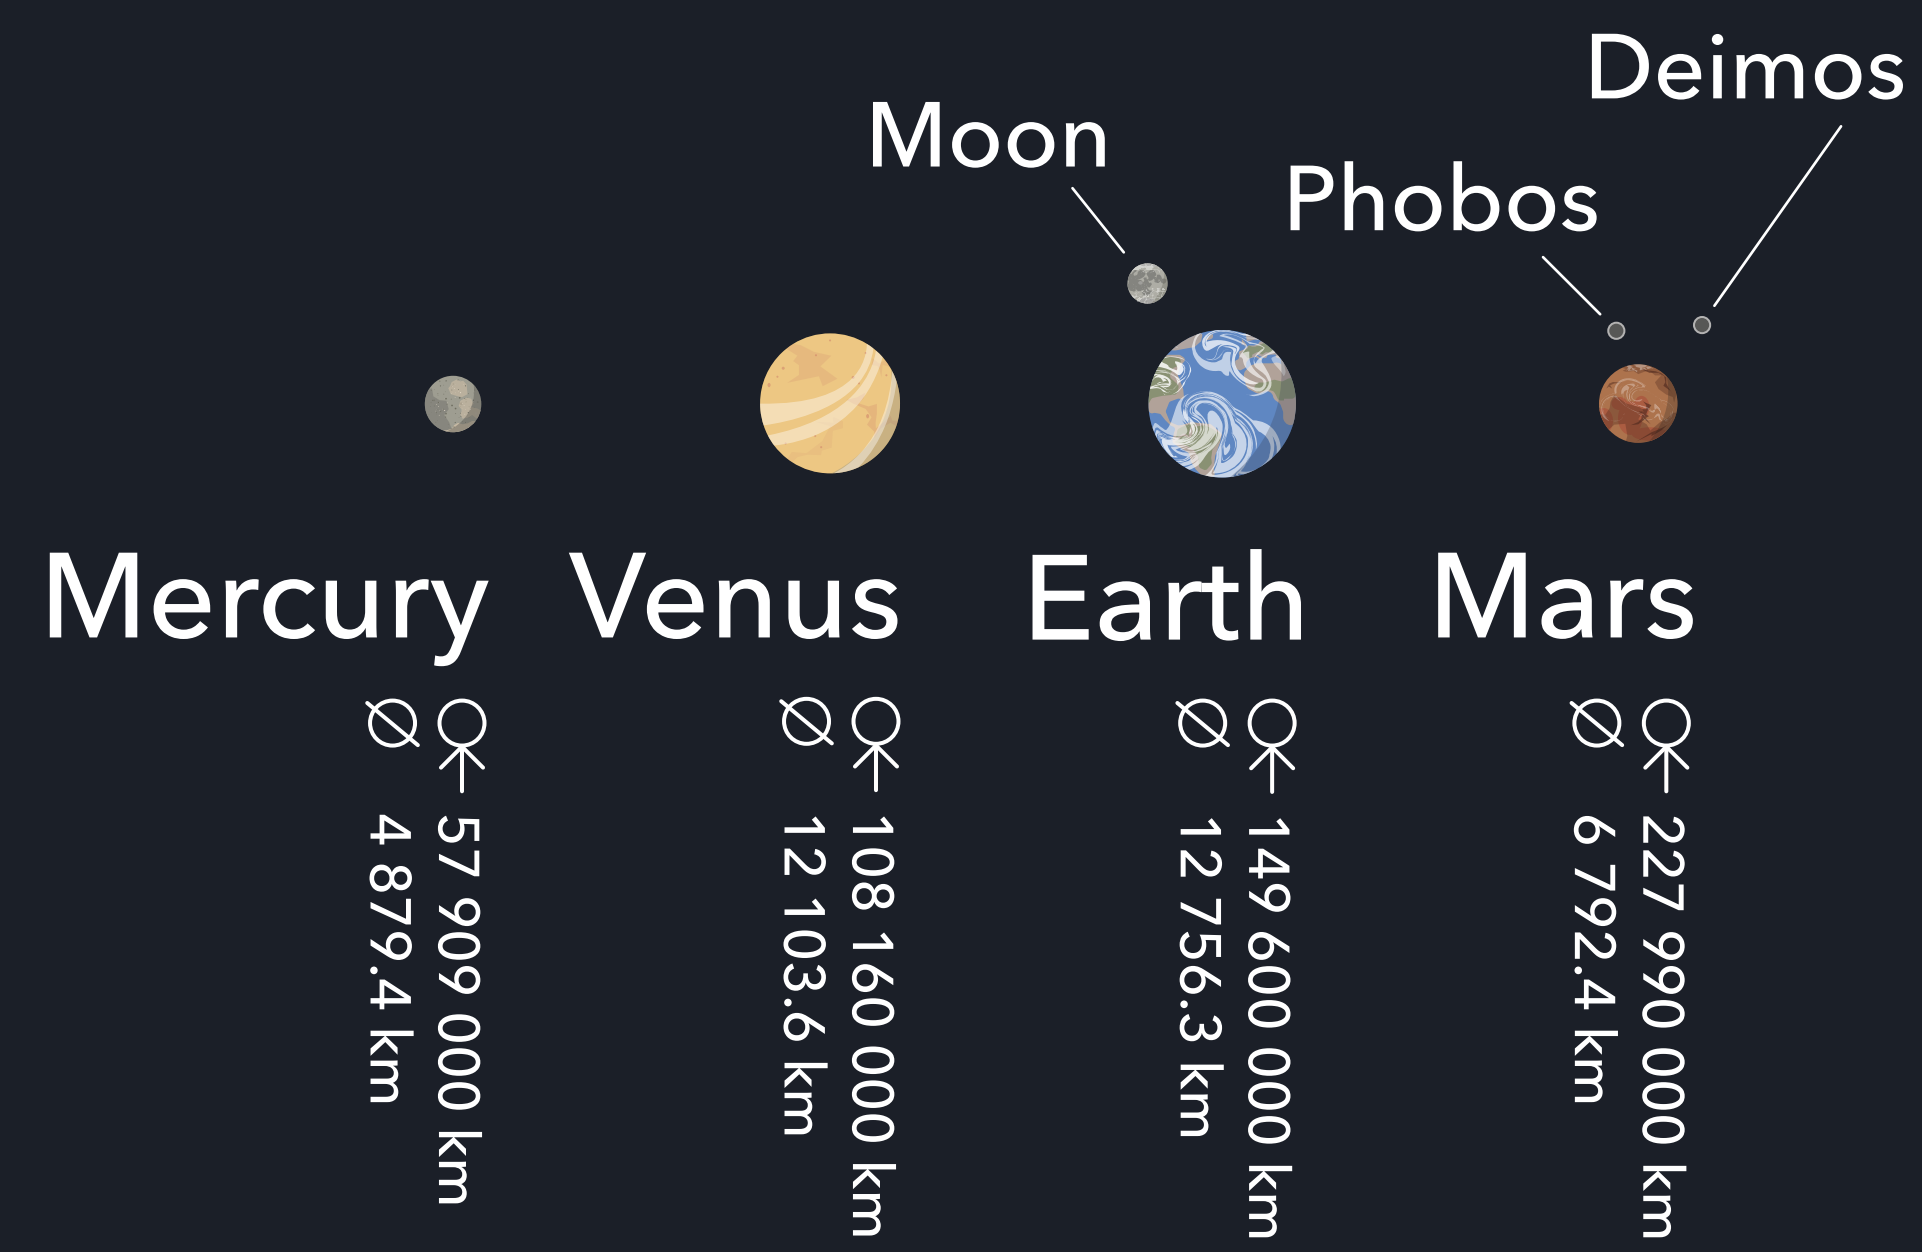 Deimos
Moon
Phobos
Mercury
Venus
Earth
Mars
57 909 000 km
4 879.4 km
108 160 000 km
12 103.6 km
149 600 000 km
12 756.3 km
227 990 000 km
6 792.4 km